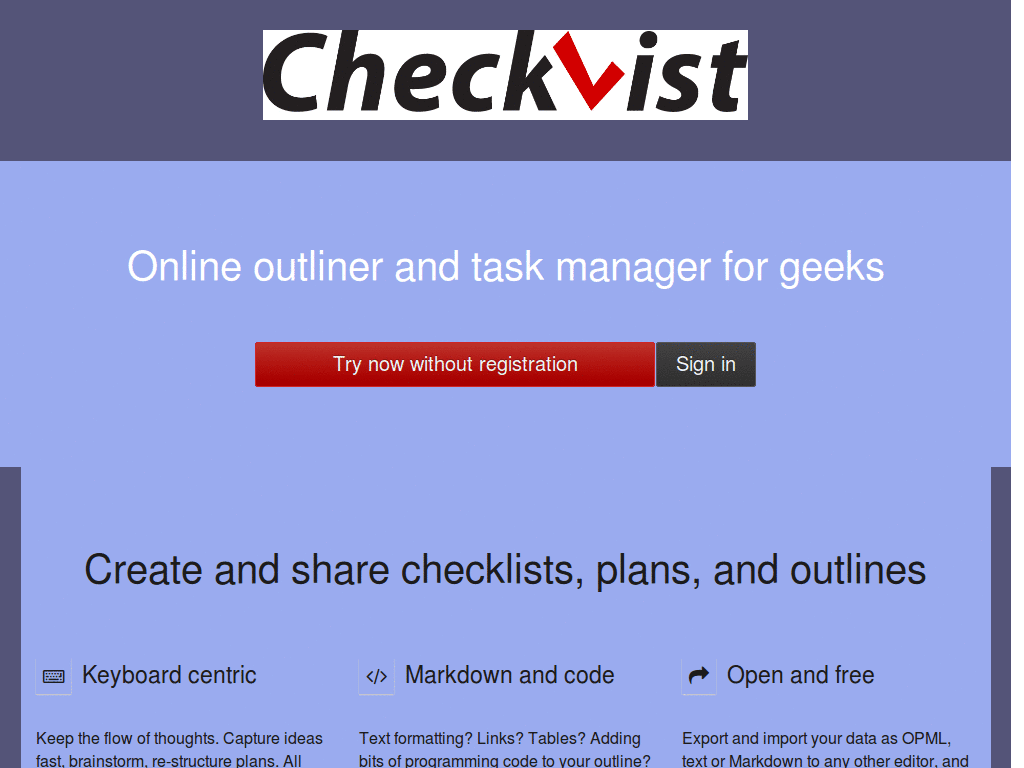 Checkvist
Online outliner and task manager for geeks
Try now without registration
Sign in
Create and share checklists, plans, and outlines
Keyboard centric
Markdown and code
Open and free
Keep the flow of thoughts. Capture ideas
fast, brainstorm, re-structure plans. All
Text formatting? Links? Tables? Adding
bits of programming code to your outline?
Export and import your data as OPML,
text or Markdown to any other editor, and